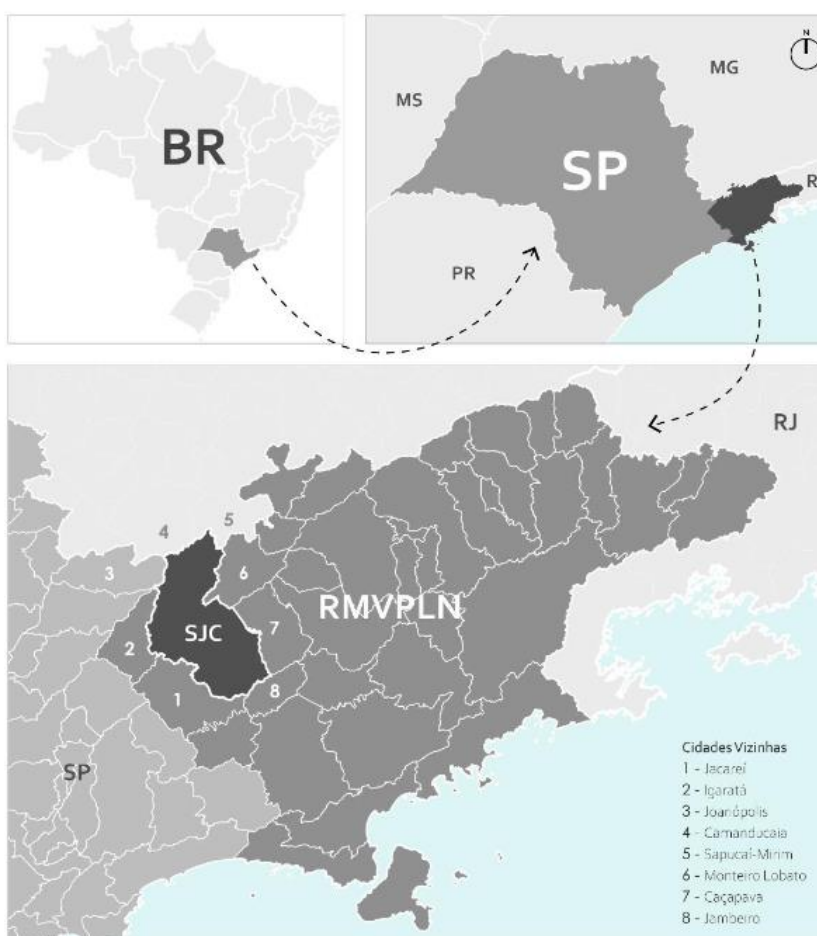 BR
N
MG
MS
SP
R
PR
RJ
4
5
3
6
RMVPLN
SJC
7
2
8
1
SP
Cidades Vizinhas
1 - Jacareí
2 - Igaratá
3 - Joanópolis
4 - Camanducaia
5 - Sapucaí-Mirim
6 - Monteiro Lobato
7 - Caçapava
8 - Jambeiro